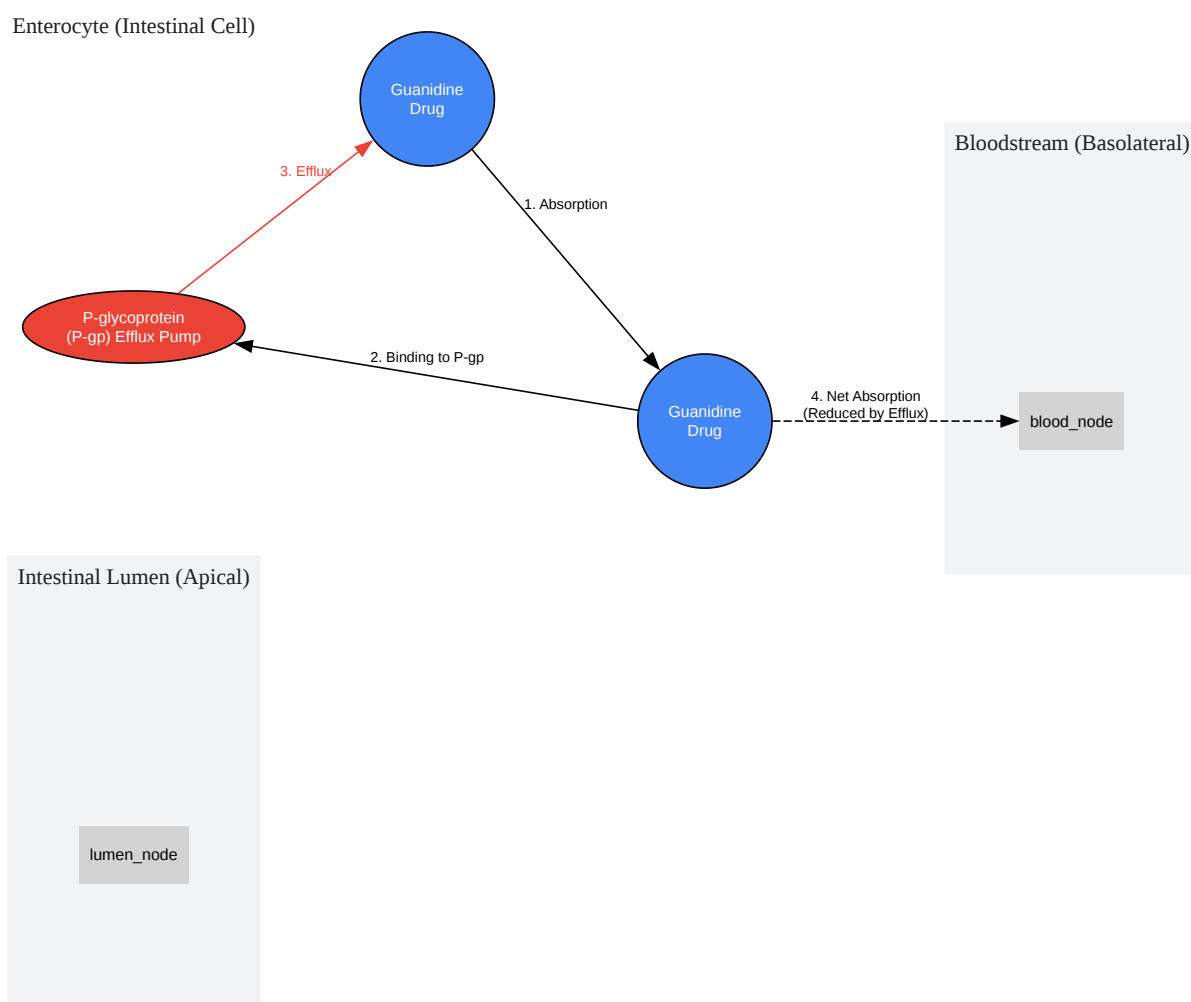 Enterocyte (Intestinal Cell)
Guanidine
Drug
Bloodstream (Basolateral)
3. Efflux
1. Absorption
P-glycoprotein
(P-gp) Efflux Pump
2. Binding to P-gp
Guanidine
Drug
4. Net Absorption
(Reduced by Efflux)
blood_node
Intestinal Lumen (Apical)
lumen_node